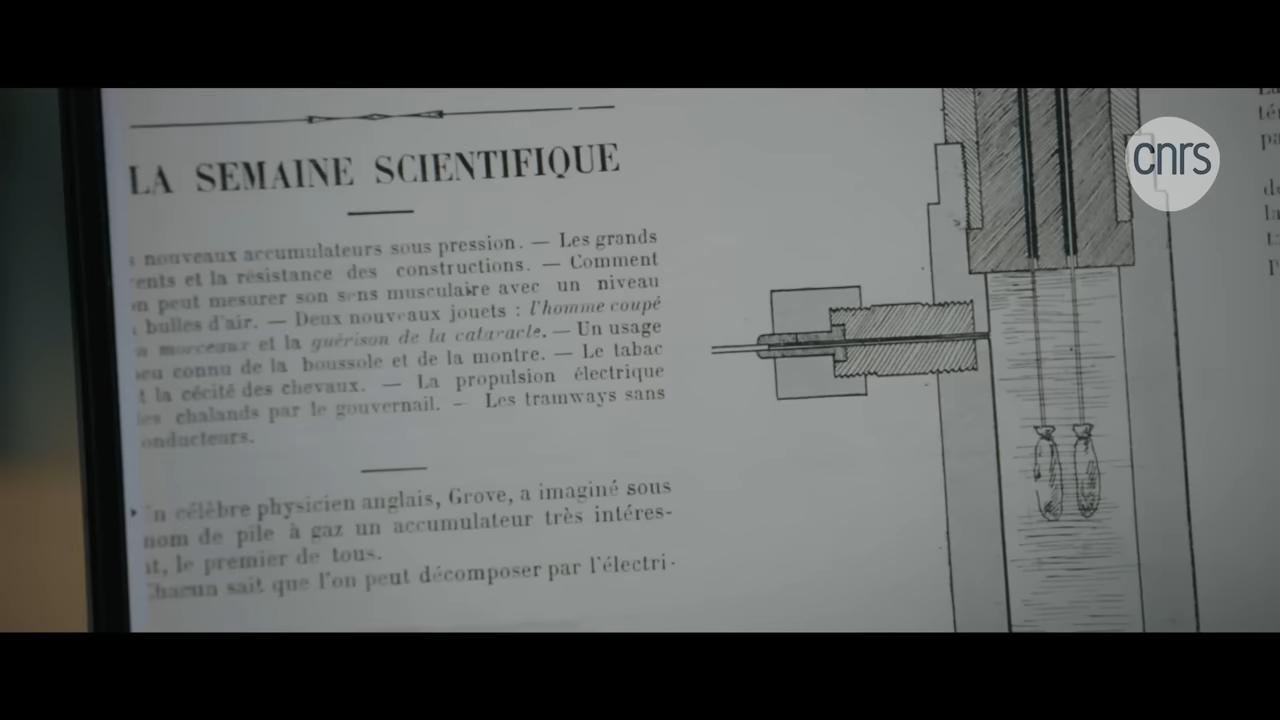 LA SEMAINE SCIENTIFIQUE
nouveaux accumulateurs sous pression. — Les grands
et la résistance des constructions. — Comment
peut mesurer son sens musculaire avec un niveau
bulles d'air. — Deux nouveaux jouets : l'homme coupé
morceaux et la guérison de la cataracte. — Un usage
connu de la boussole et de la montre. — Le tabac
la cécité des chevaux. — La propulsion électrique
chalands par le gouvernail. — Les tramways sans
onducteurs.
célèbre physicien anglais, Grove, a imaginé sous
nom de pile à gaz un accumulateur très intéres-
le premier de tous.
sait que l'on peut décomposer par l'électri-
cnrs